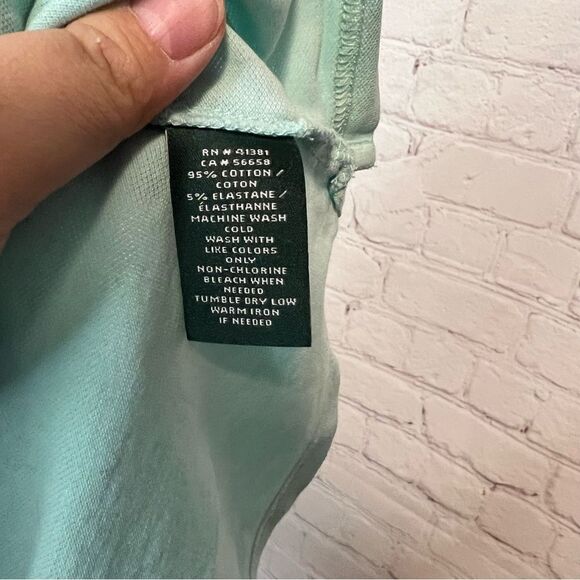 RN # 41381
CA # 56658
95% COTTON /
COTON
5% ELASTANE /
ÉLASTHANNE
MACHINE WASH
COLD
WASH WITH
LIKE COLORS
ONLY
NON-CHLORINE
BLEACH WHEN
NEEDED
TUMBLE DRY LOW
WARM IRON
IF NEEDED